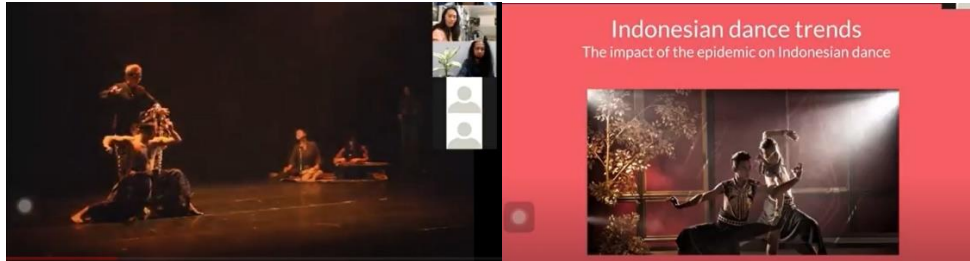 Indonesian dance trends
The impact of the epidemic on Indonesian dance